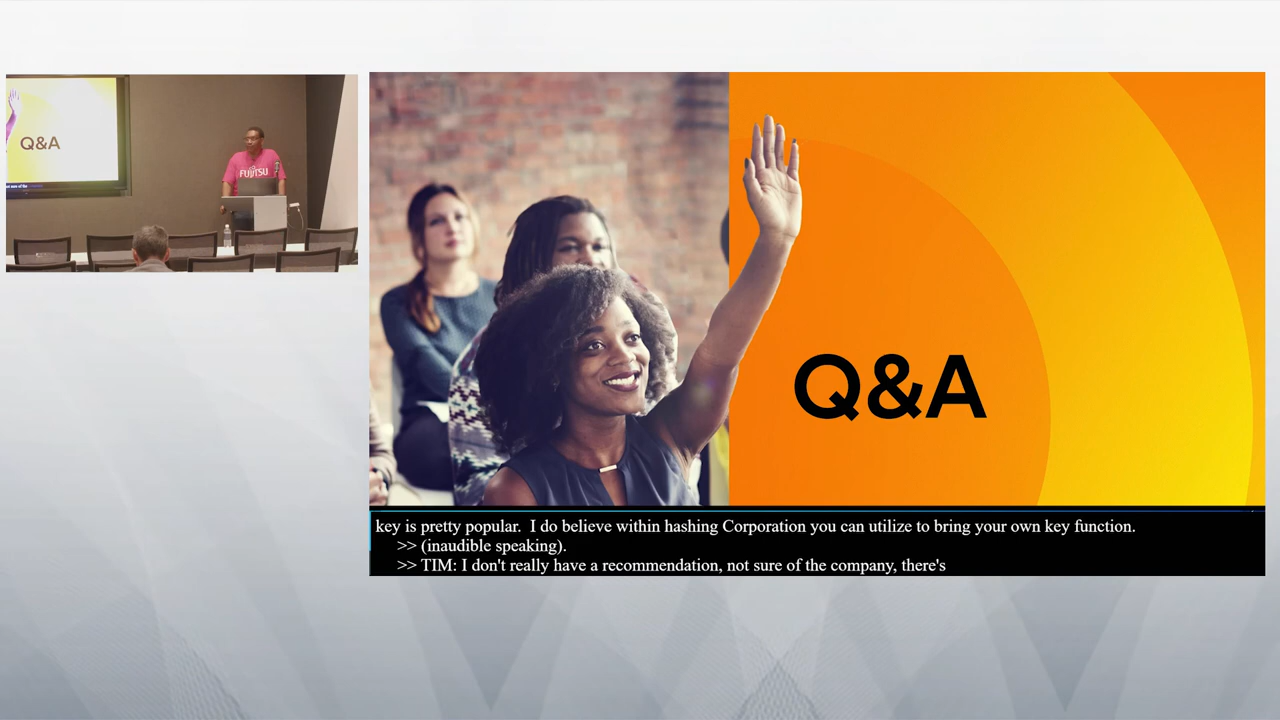 Q&A
FUJITSU
Q&A
key is pretty popular.  I do believe within hashing Corporation you can utilize to bring your own key function.
>> (inaudible speaking).
>> TIM: I don't really have a recommendation, not sure of the company, there's